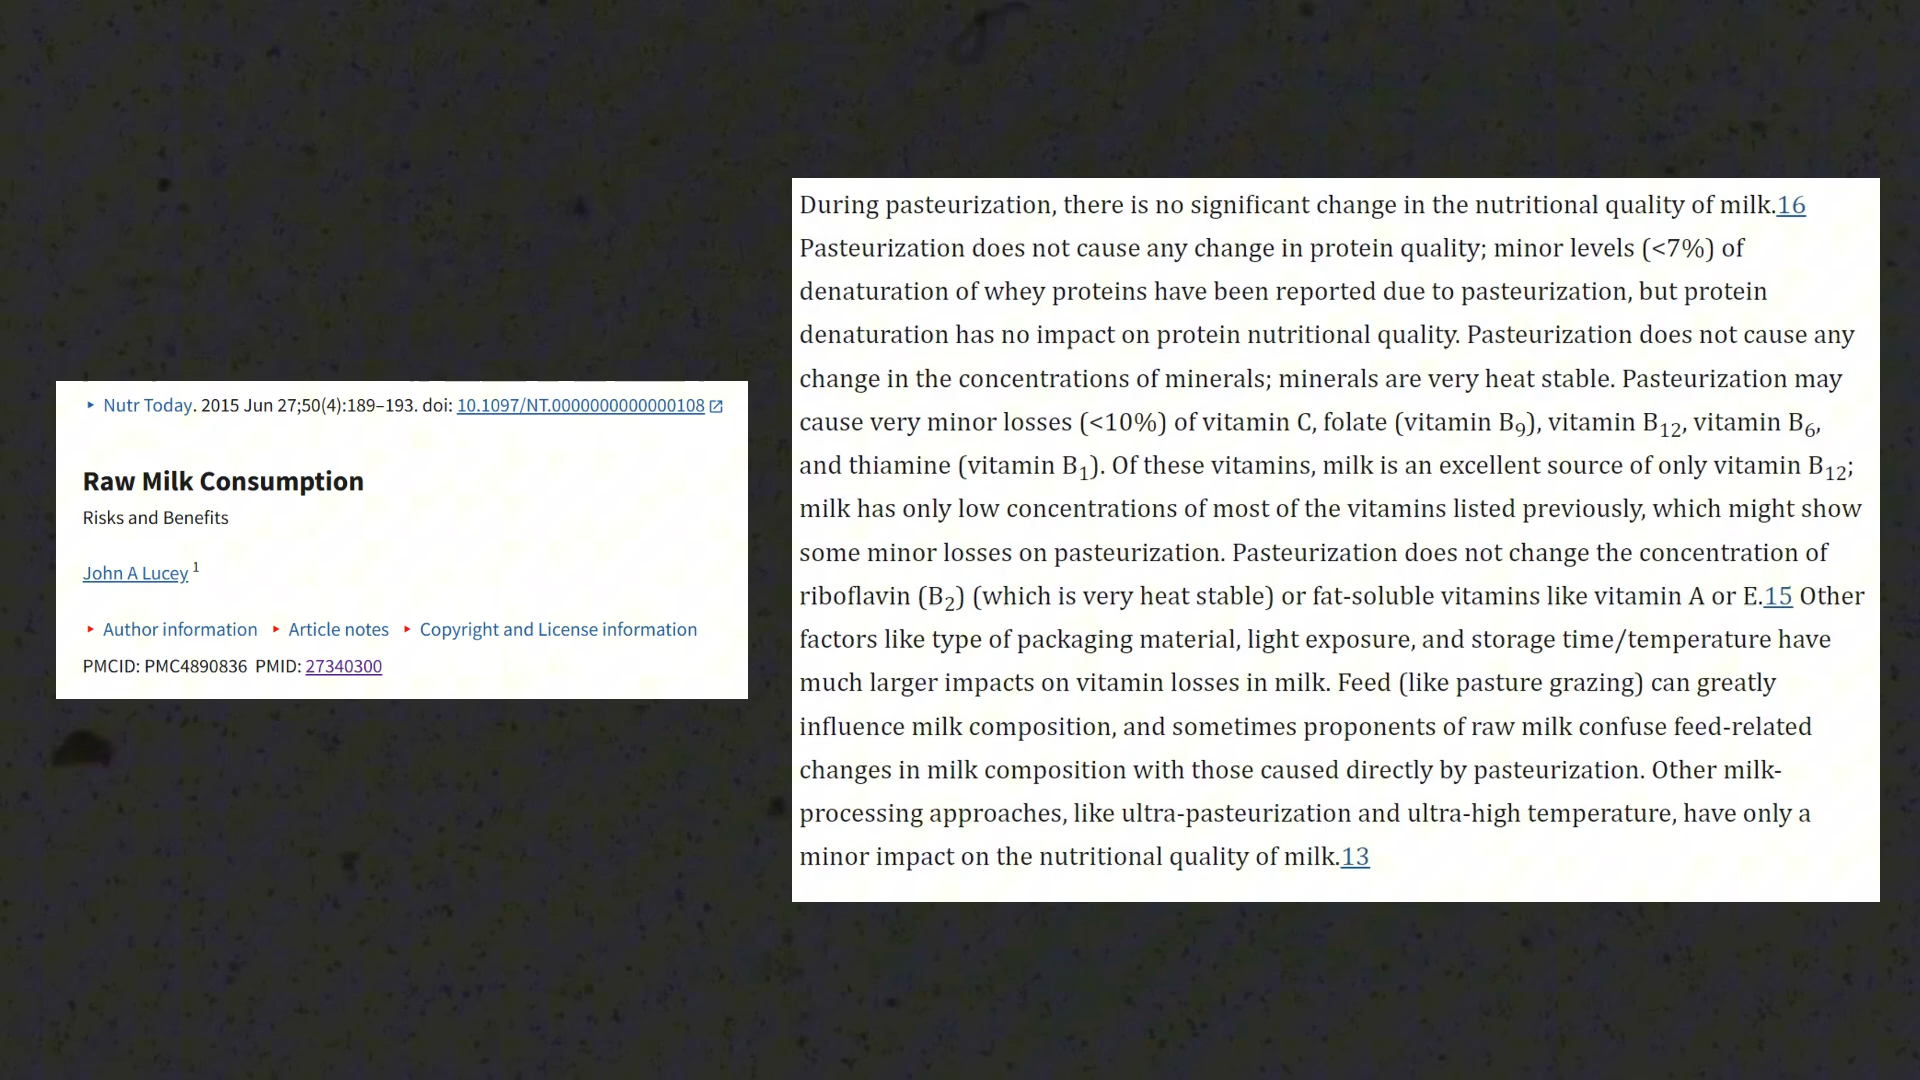 Nutr Today. 2015 Jun 27;50(4):189–193. doi: 10.1097/NT.0000000000000108
Raw Milk Consumption
Risks and Benefits
John A Lucey 1
Author information Article notes Copyright and License information
PMCID: PMC4890836 PMID: 27340300
During pasteurization, there is no significant change in the nutritional quality of milk.16
Pasteurization does not cause any change in protein quality; minor levels (<7%) of
denaturation of whey proteins have been reported due to pasteurization, but protein
denaturation has no impact on protein nutritional quality. Pasteurization does not cause any
change in the concentrations of minerals; minerals are very heat stable. Pasteurization may
cause very minor losses (<10%) of vitamin C, folate (vitamin B9), vitamin B12, vitamin B6,
and thiamine (vitamin B1). Of these vitamins, milk is an excellent source of only vitamin B12;
milk has only low concentrations of most of the vitamins listed previously, which might show
some minor losses on pasteurization. Pasteurization does not change the concentration of
riboflavin (B2) (which is very heat stable) or fat-soluble vitamins like vitamin A or E.15 Other
factors like type of packaging material, light exposure, and storage time/temperature have
much larger impacts on vitamin losses in milk. Feed (like pasture grazing) can greatly
influence milk composition, and sometimes proponents of raw milk confuse feed-related
changes in milk composition with those caused directly by pasteurization. Other milk-
processing approaches, like ultra-pasteurization and ultra-high temperature, have only a
minor impact on the nutritional quality of milk.13